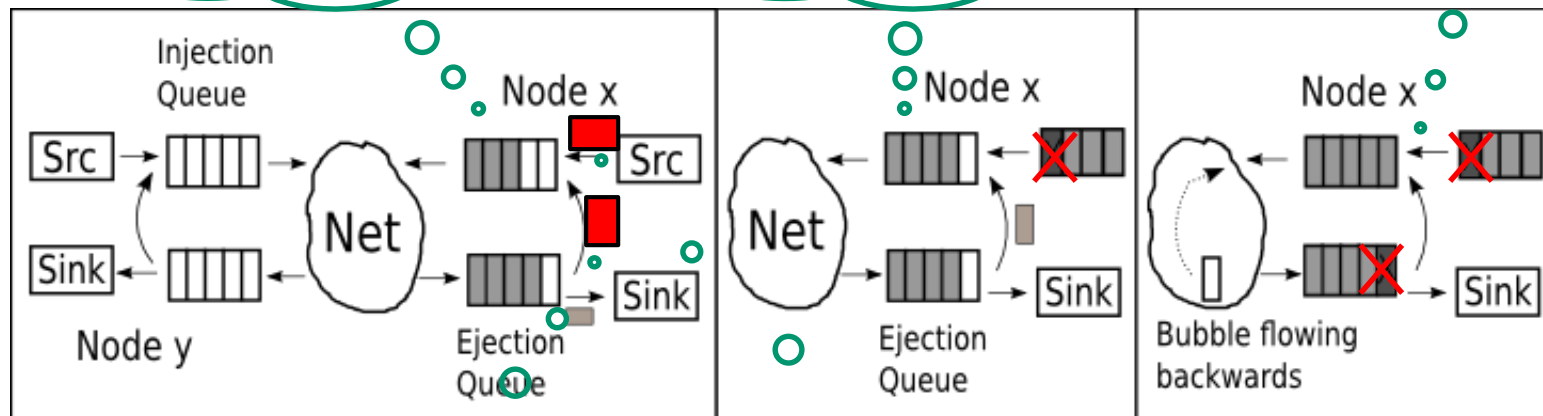 Injection
Queue
Node x
Src
Src
Net
Sink
Sink
Node y
Ejection
Queue
Node x
Net
Sink
Ejection
Queue
Node x
Sink
Bubble flowing
backwards